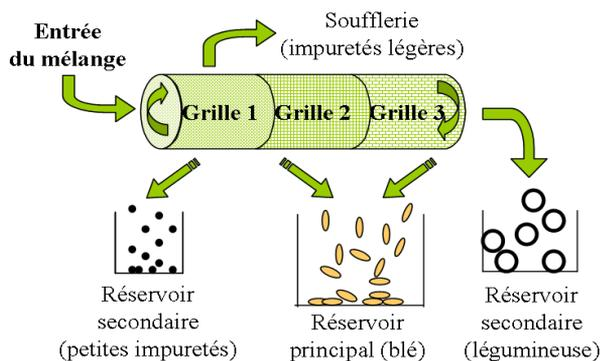 Entrée
du mélange
Soufflerie
(impuretés légères)
Grille 1
Grille 2
Grille 3
Réservoir
secondaire
(petites impuretés)
Réservoir
principal (blé)
Réservoir
secondaire
(légumineuse)